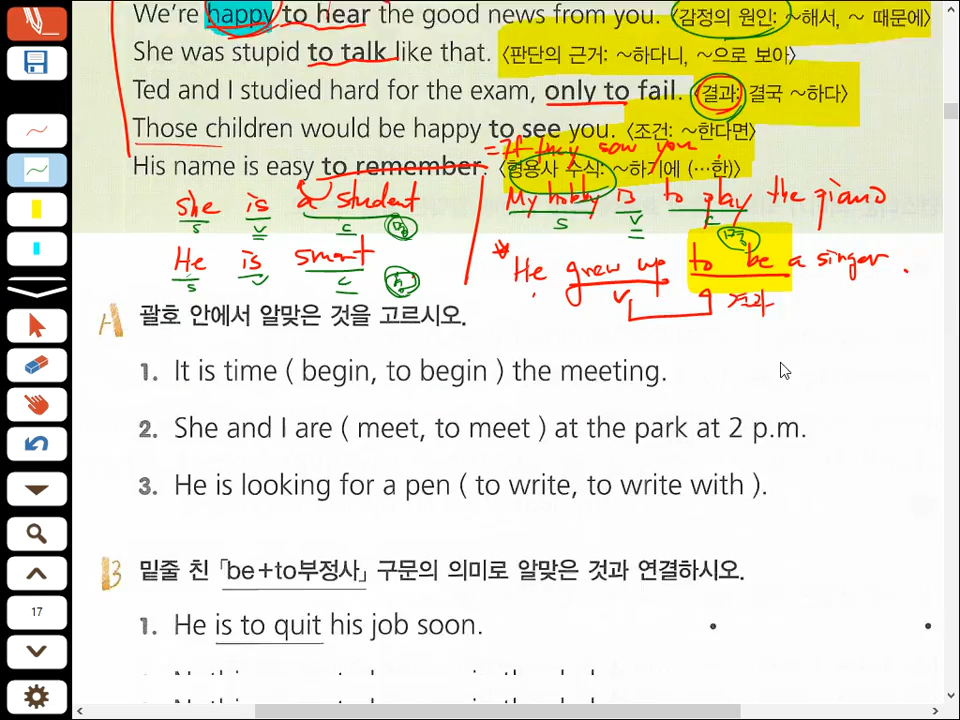 We're happy to hear the good news from you. 〈감정의 원인: ~해서, ~ 때문에〉
She was stupid to talk like that. 〈판단의 근거: ~하다니, ~으로 보아〉
Ted and I studied hard for the exam, only to fail. 〈결과: 결국 ~하다〉
Those children would be happy to see you. 〈조건: ~한다면〉
= If they saw you
His name is easy to remember. 〈형용사 수식: ~하기에 (…한)〉
She is a student
S V C 명
My hobby is to play the piano
S V C
He is smart
S V C 형
* He grew up to be a singer.
V 결과
A 괄호 안에서 알맞은 것을 고르시오.
1. It is time ( begin, to begin ) the meeting.
2. She and I are ( meet, to meet ) at the park at 2 p.m.
3. He is looking for a pen ( to write, to write with ).
B 밑줄 친 「be+to부정사」 구문의 의미로 알맞은 것과 연결하시오.
1. He is to quit his job soon.
17